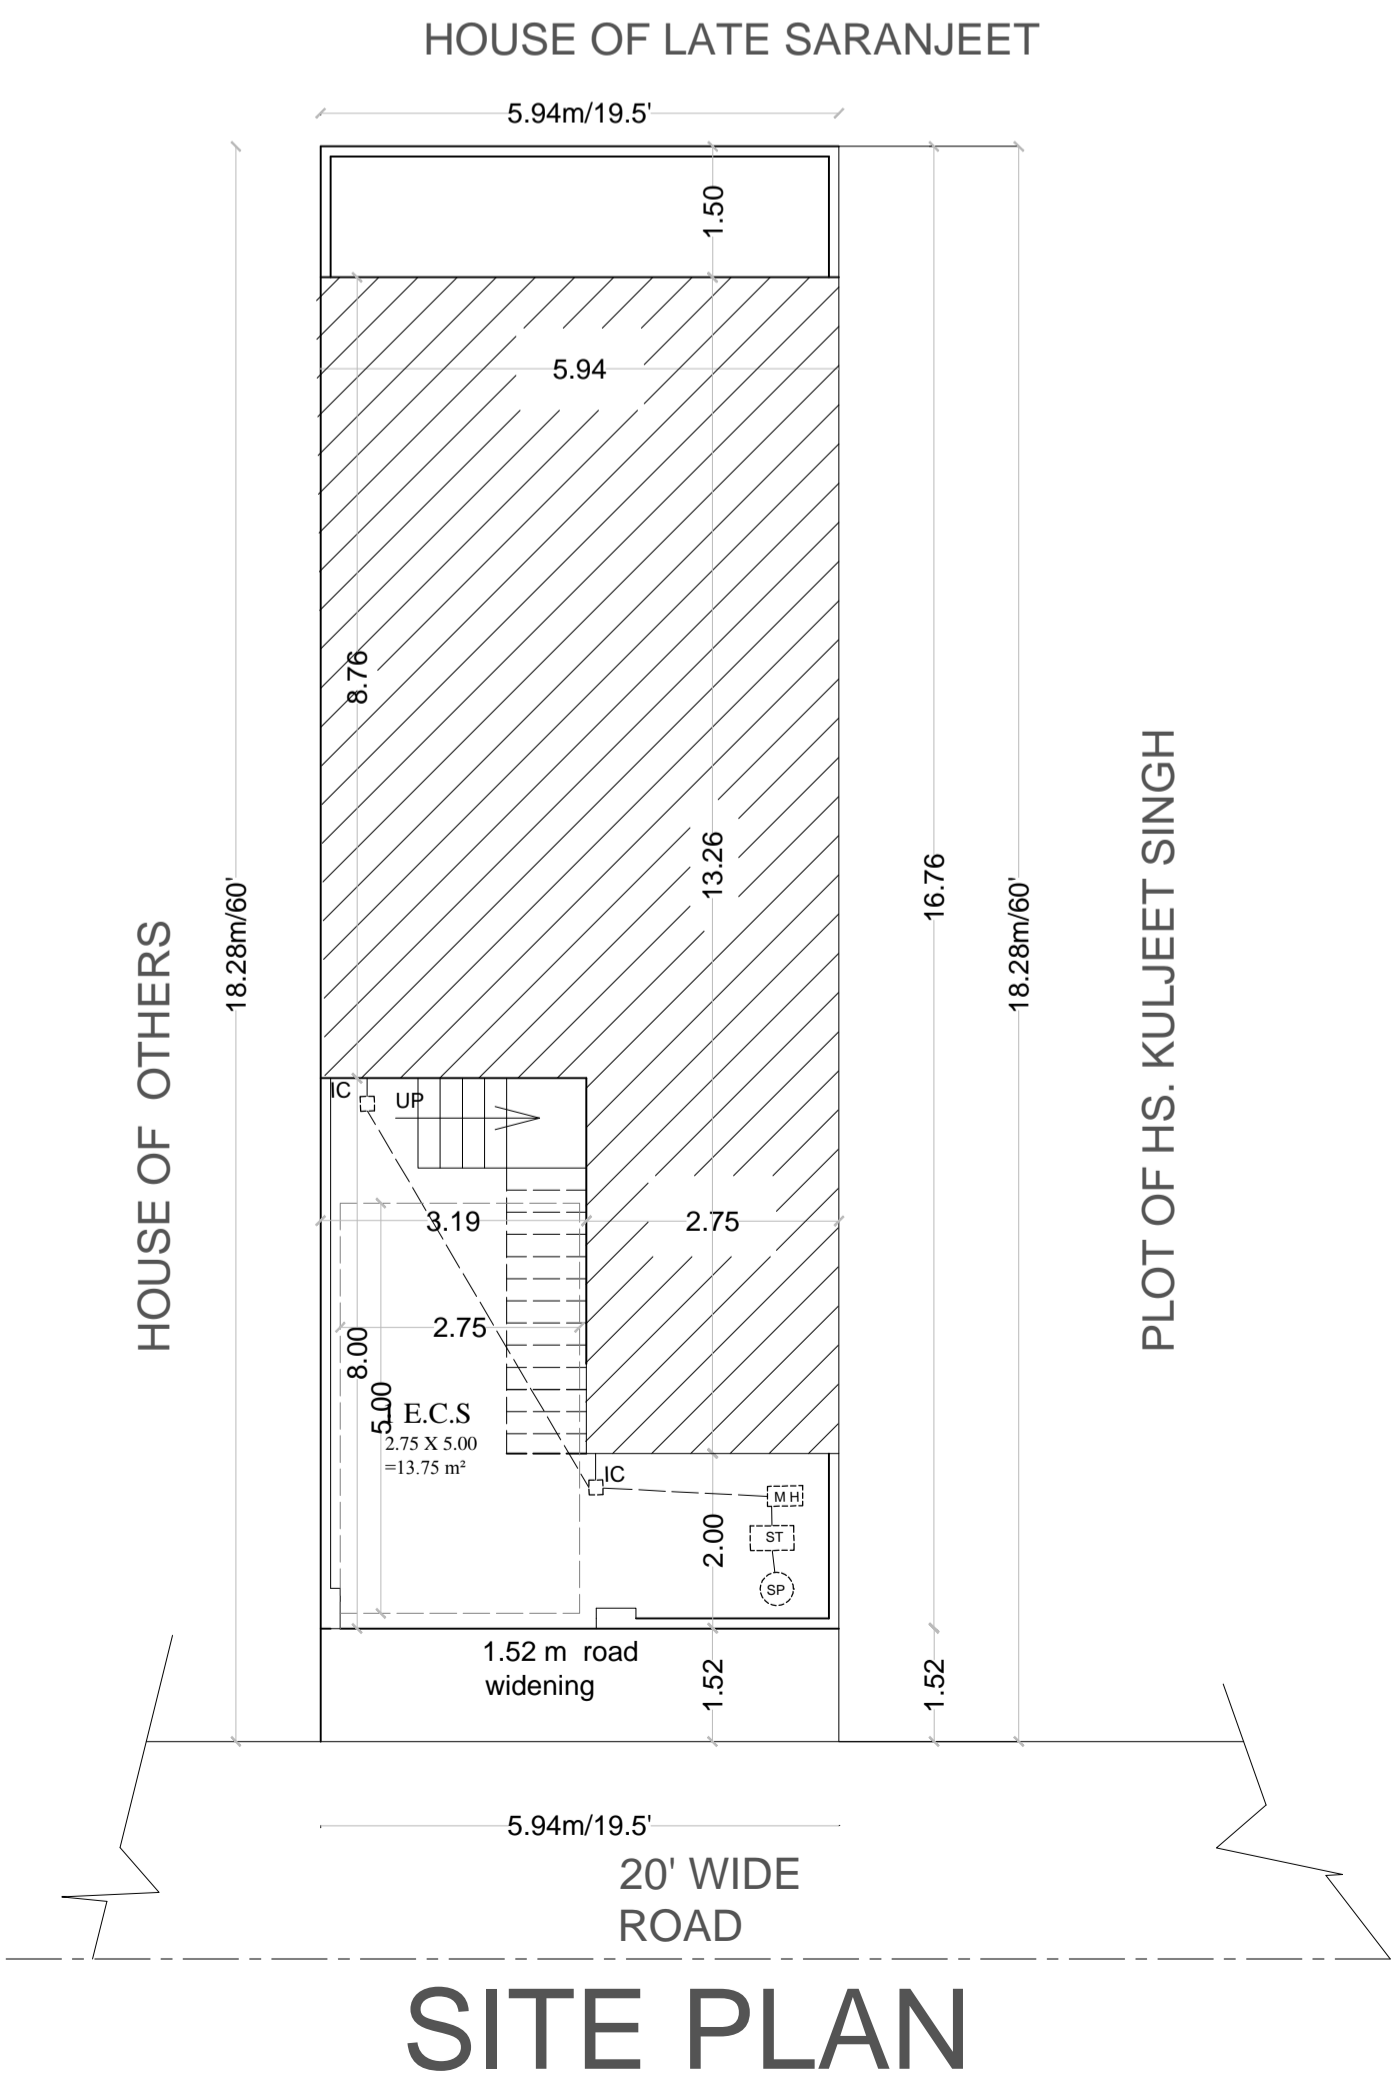 HOUSE OF LATE SARANJEET
5.94m/19.5'
1.50
5.94
8.76
13.26
16.76
18.28m/60'
18.28m/60'
HOUSE OF OTHERS
PLOT OF HS. KULJEET SINGH
IC
UP
3.19
2.75
2.75
8.00
5.00
1 E.C.S
2.75 X 5.00
=13.75 m²
IC
M H
ST
SP
2.00
1.52 m road
widening
1.52
1.52
5.94m/19.5'
20' WIDE
ROAD
SITE PLAN